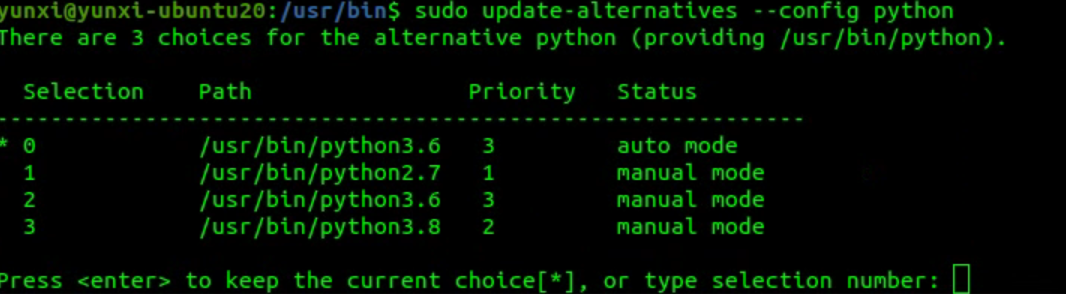 yunxi@yunxi-ubuntu20:/usr/bin$ sudo update-alternatives --config python
There are 3 choices for the alternative python (providing /usr/bin/python).
Selection Path Priority Status
------------------------------------------------------------
* 0 /usr/bin/python3.6 3 auto mode
1 /usr/bin/python2.7 1 manual mode
2 /usr/bin/python3.6 3 manual mode
3 /usr/bin/python3.8 2 manual mode
Press <enter> to keep the current choice[*], or type selection number: